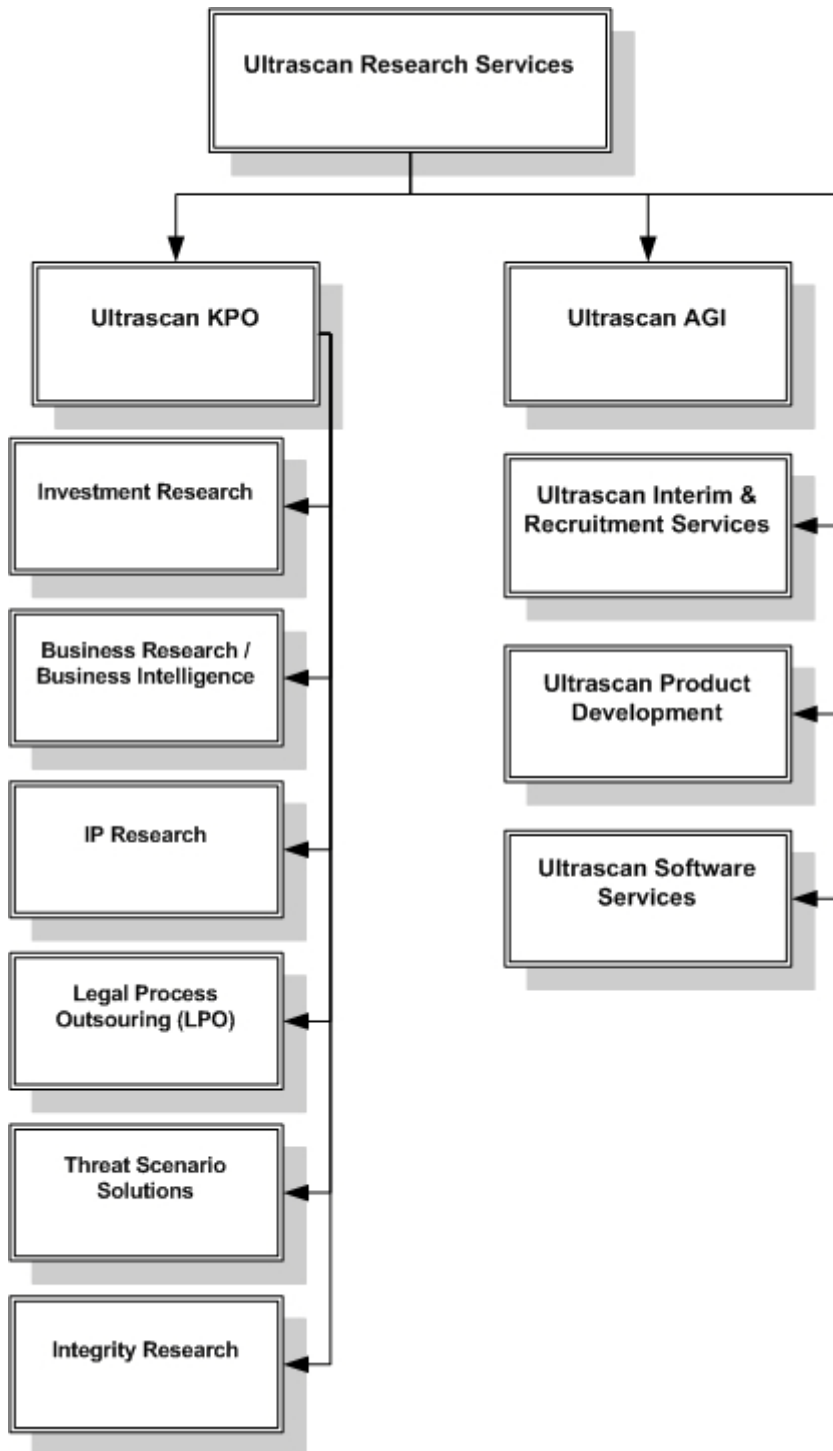 Ultrascan Research Services
Ultrascan KPO
Ultrascan AGI
Investment Research
Business Research /
Business Intelligence
IP Research
Legal Process
Outsouring (LPO)
Threat Scenario
Solutions
Integrity Research
Ultrascan Interim &
Recruitment Services
Ultrascan Product
Development
Ultrascan Software
Services